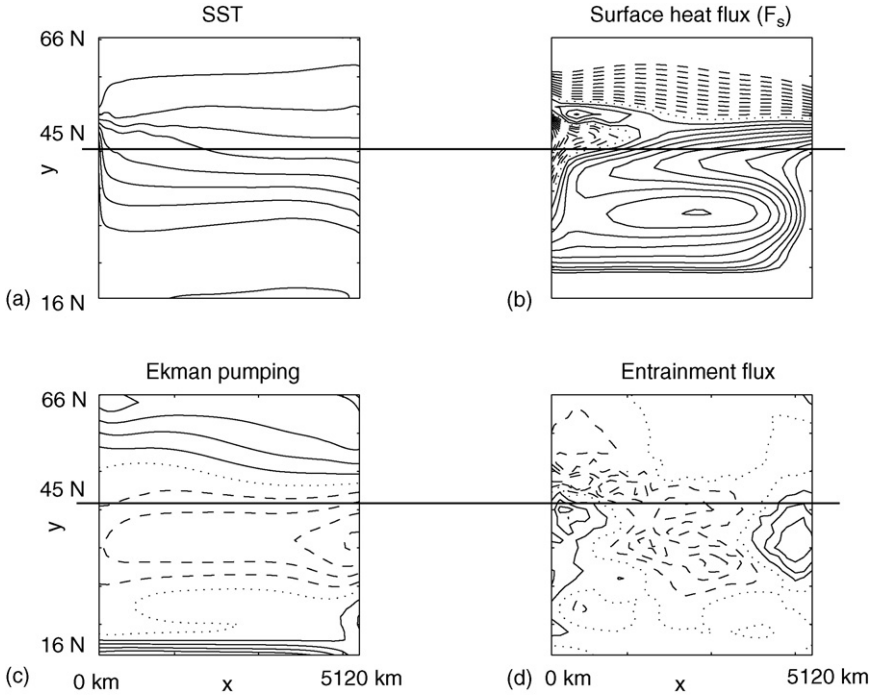 SST
Surface heat flux (Fₛ)
66 N
45 N
y
16 N
(a)
(b)
Ekman pumping
Entrainment flux
66 N
45 N
y
16 N
(c)
0 km
x
5120 km
(d)
0 km
x
5120 km